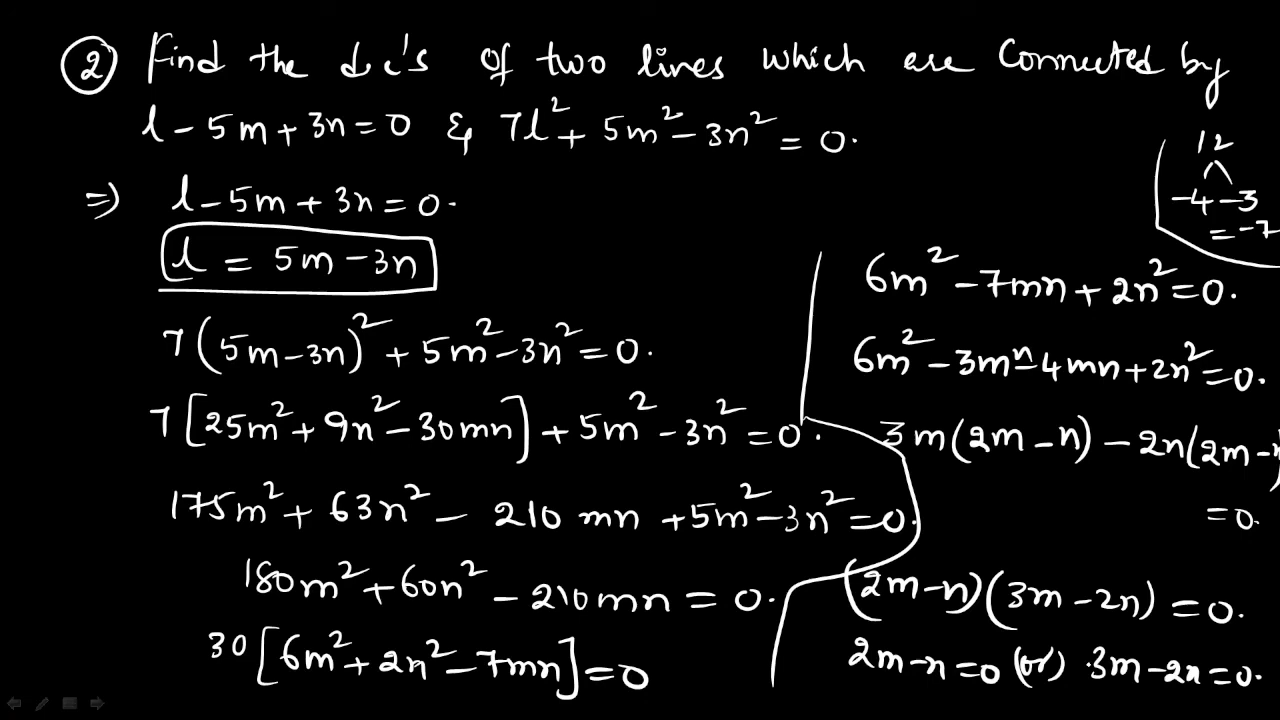 ② Find the d.c's of two lines which are connected by
l - 5m + 3n = 0 & 7l² + 5m² - 3n² = 0.
⇒ l - 5m + 3n = 0.
l = 5m - 3n
7(5m - 3n)² + 5m² - 3n² = 0.
7[25m² + 9n² - 30mn] + 5m² - 3n² = 0.
175m² + 63n² - 210 mn + 5m² - 3n² = 0.
180m² + 60n² - 210mn = 0.
30[6m² + 2n² - 7mn] = 0
12
-4 -3
= -7
6m² - 7mn + 2n² = 0.
6m² - 3mn - 4mn + 2n² = 0.
3m(2m - n) - 2n(2m - n)
= 0.
(2m - n)(3m - 2n) = 0.
2m - n = 0 (or) 3m - 2n = 0.